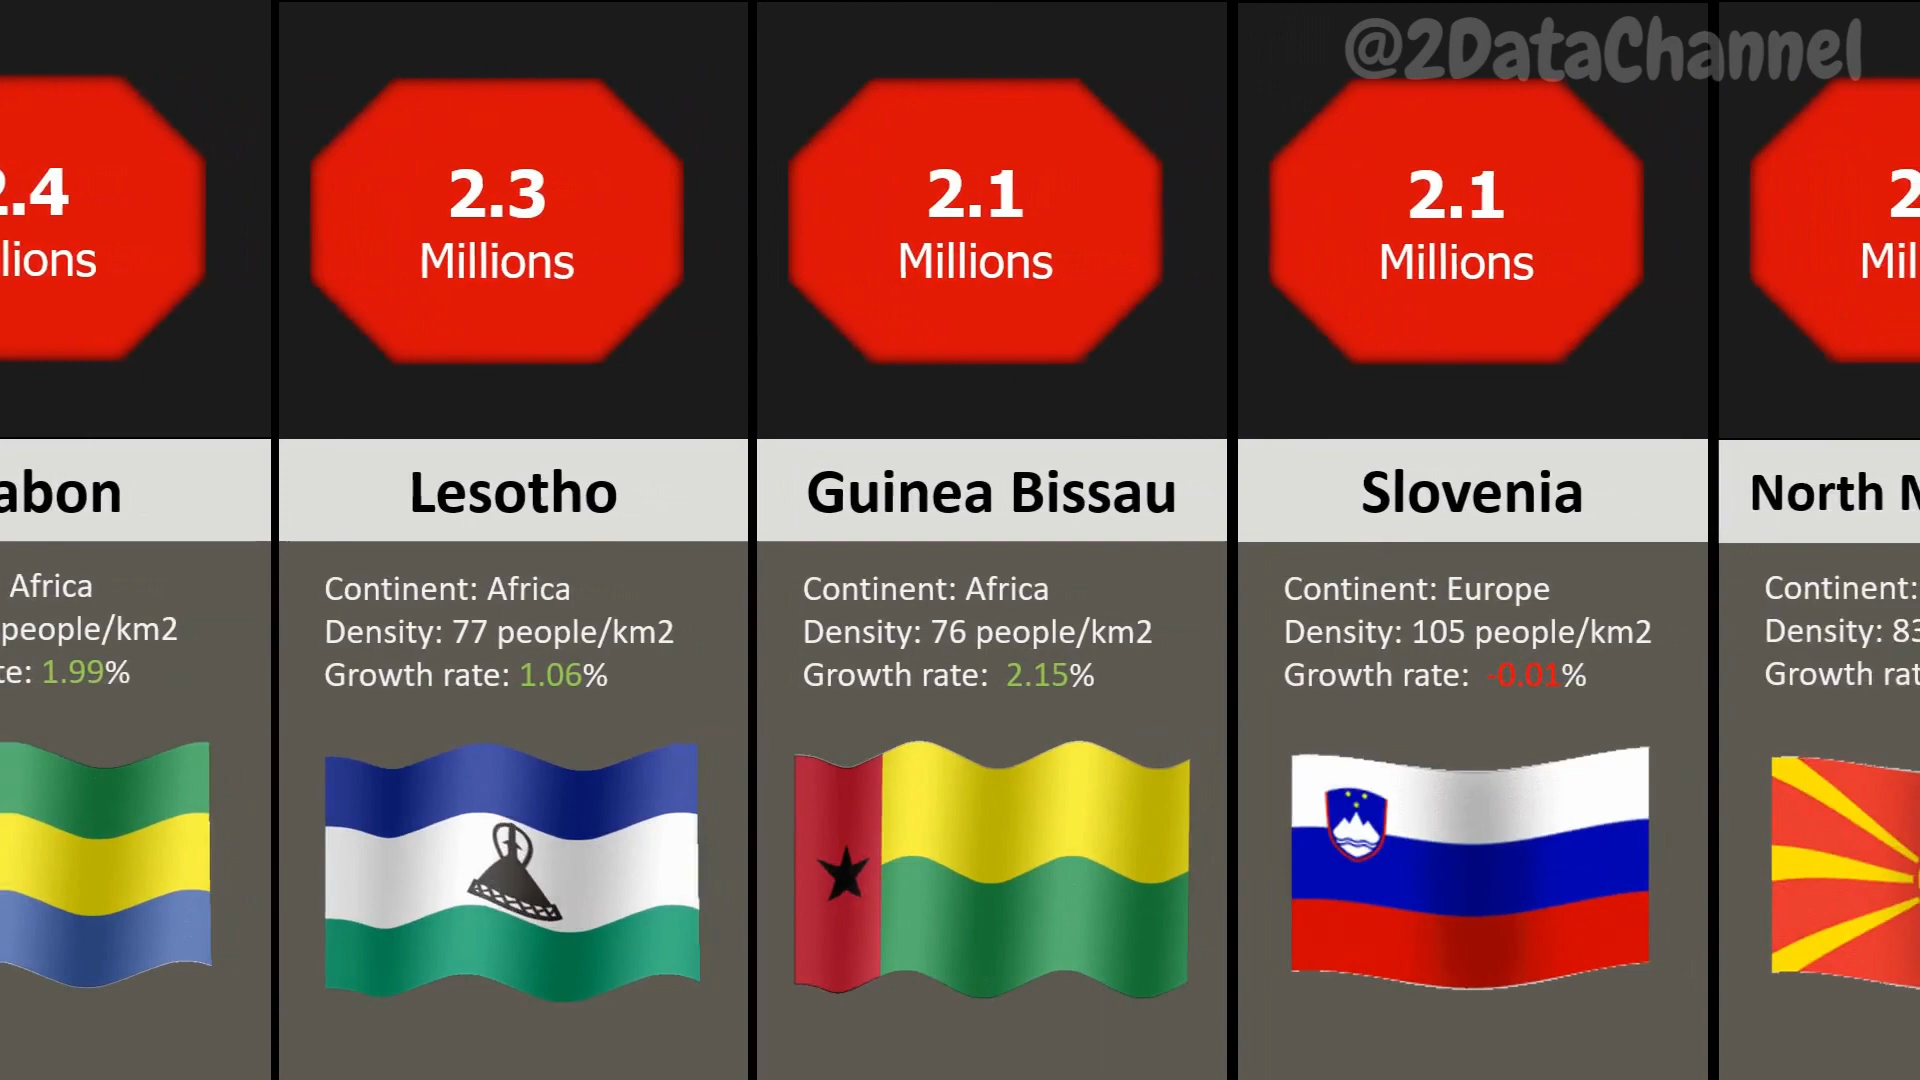 @2DataChannel
2.4
lions
abon
Africa
people/km2
te: 1.99%
2.3
Millions
Lesotho
Continent: Africa
Density: 77 people/km2
Growth rate: 1.06%
2.1
Millions
Guinea Bissau
Continent: Africa
Density: 76 people/km2
Growth rate: 2.15%
2.1
Millions
Slovenia
Continent: Europe
Density: 105 people/km2
Growth rate: -0.01%
2
Mil
North M
Continent:
Density: 83
Growth rat